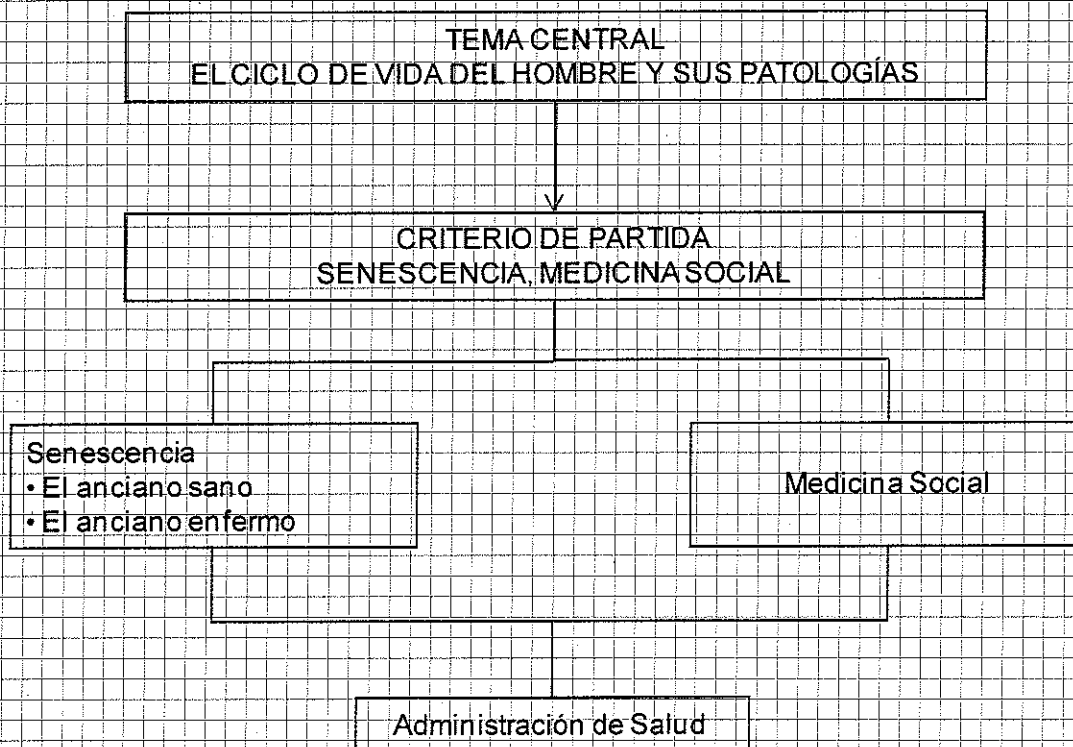 TEMA CENTRAL
EL CICLO DE VIDA DEL HOMBRE Y SUS PATOLOGÍAS
CRITERIO DE PARTIDA
SENESCENCIA, MEDICINA SOCIAL
Senescencia
• El anciano sano
• El anciano enfermo
Medicina Social
Administración de Salud